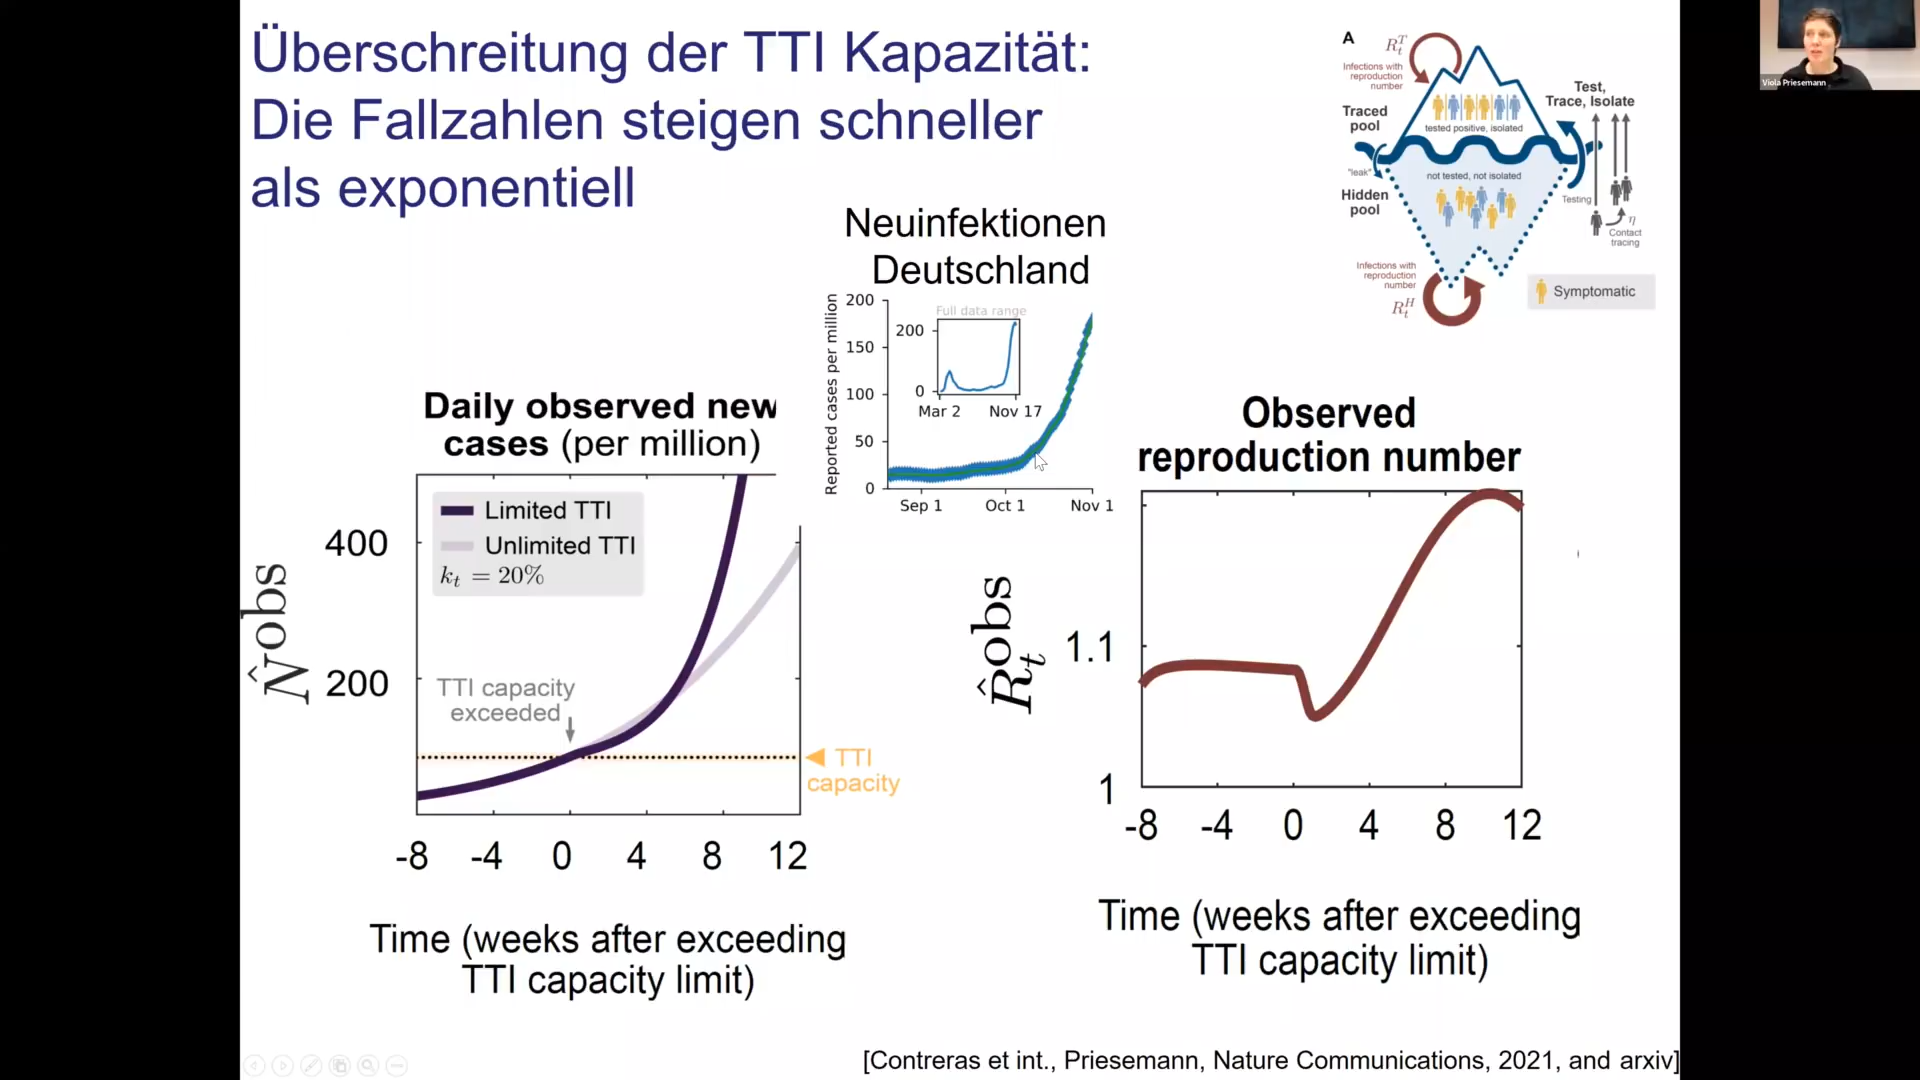 Überschreitung der TTI Kapazität:
Die Fallzahlen steigen schneller
als exponentiell
Viola Priesemann
A
R_t^T
Infections with
reproduction
number
Traced
pool
tested positive, isolated
Test,
Trace, Isolate
"leak"
not tested, not isolated
Hidden
pool
Testing
η
Contact
tracing
Infections with
reproduction
number
R_t^H
Symptomatic
Neuinfektionen
Deutschland
Reported cases per million
200
150
100
50
0
Full data range
200
0
Mar 2 Nov 17
Sep 1 Oct 1 Nov 1
Daily observed new
cases (per million)
Limited TTI
Unlimited TTI
k_t = 20%
N̂^obs
400
200
TTI capacity
exceeded
TTI
capacity
-8 -4 0 4 8 12
Time (weeks after exceeding
TTI capacity limit)
Observed
reproduction number
R̂_t^obs
1.1
1
-8 -4 0 4 8 12
Time (weeks after exceeding
TTI capacity limit)
[Contreras et int., Priesemann, Nature Communications, 2021, and arxiv]